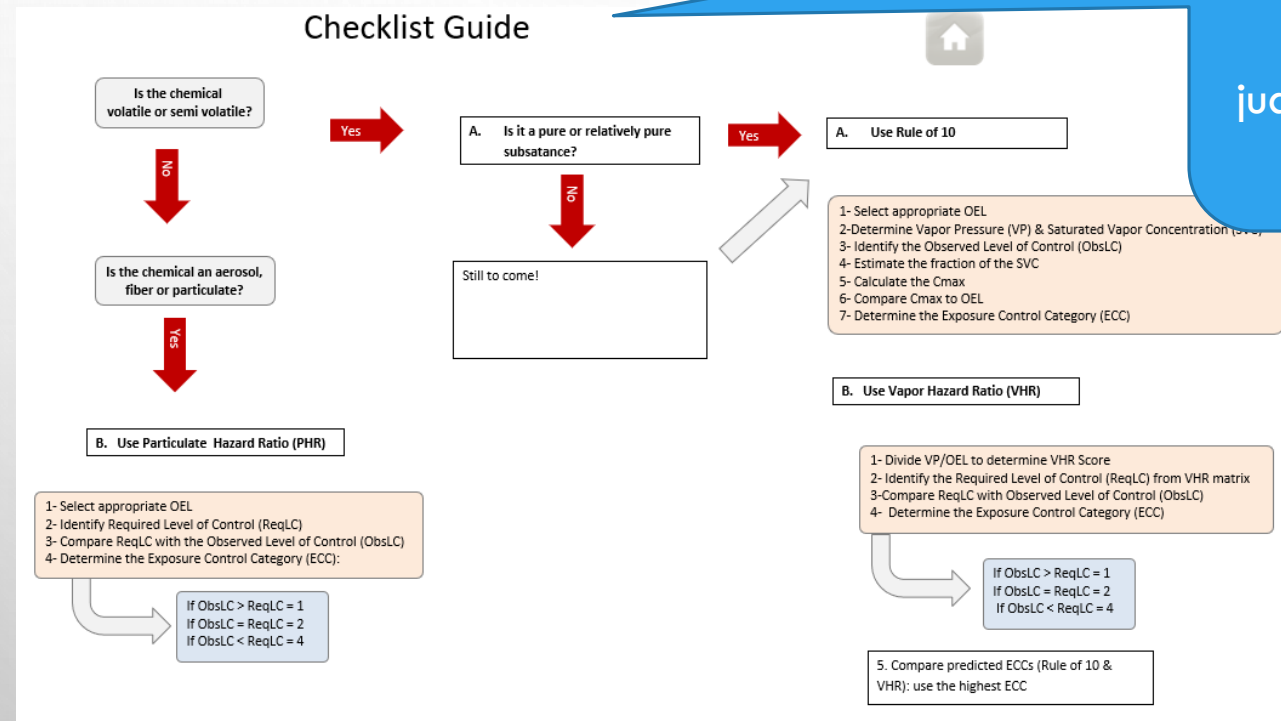 Checklist Guide
Is the chemical
volatile or semi volatile?
Yes
A. Is it a pure or relatively pure
subsatance?
Yes
A. Use Rule of 10
No
No
1- Select appropriate OEL
2-Determine Vapor Pressure (VP) & Saturated Vapor Concentration
3- Identify the Observed Level of Control (ObsLC)
4- Estimate the fraction of the SVC
5- Calculate the Cmax
6- Compare Cmax to OEL
7- Determine the Exposure Control Category (ECC)
Is the chemical an aerosol,
fiber or particulate?
Still to come!
Yes
B. Use Vapor Hazard Ratio (VHR)
B. Use Particulate Hazard Ratio (PHR)
1- Divide VP/OEL to determine VHR Score
2- Identify the Required Level of Control (ReqLC) from VHR matrix
3-Compare ReqLC with Observed Level of Control (ObsLC)
4- Determine the Exposure Control Category (ECC)
1- Select appropriate OEL
2- Identify Required Level of Control (ReqLC)
3- Compare ReqLC with the Observed Level of Control (ObsLC)
4- Determine the Exposure Control Category (ECC):
If ObsLC > ReqLC = 1
If ObsLC = ReqLC = 2
If ObsLC < ReqLC = 4
If ObsLC > ReqLC = 1
If ObsLC = ReqLC = 2
If ObsLC < ReqLC = 4
5. Compare predicted ECCs (Rule of 10 &
VHR): use the highest ECC